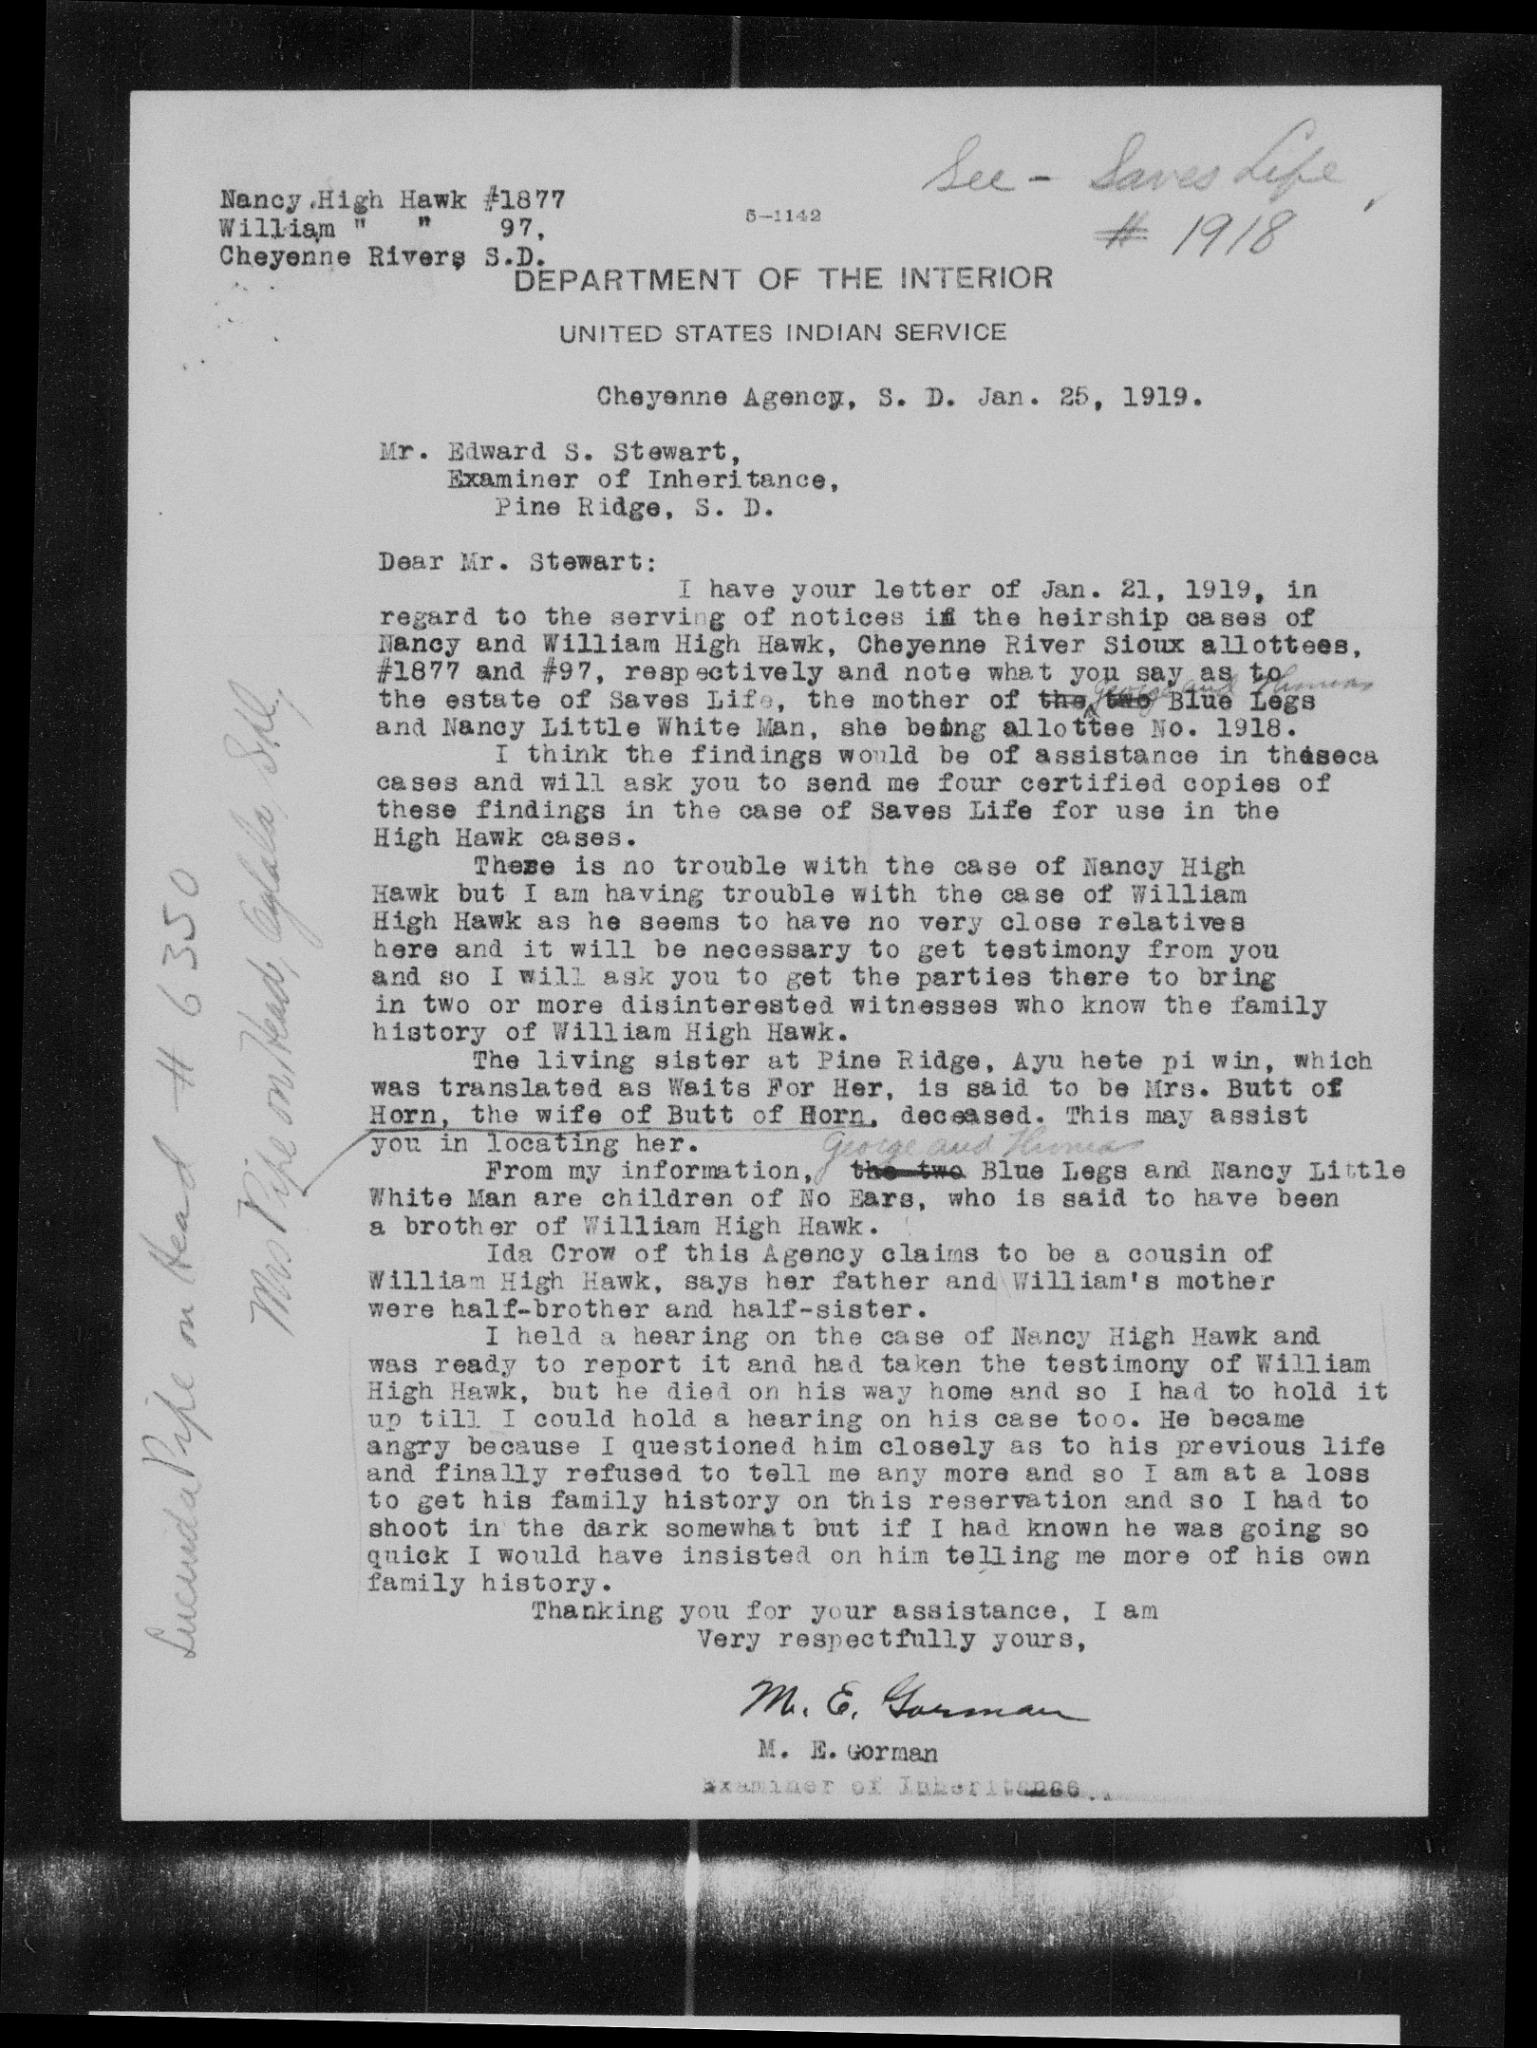 See - Saves Life,
# 1918
Nancy High Hawk #1877
William " " 97,
Cheyenne River, S.D.
5-1142
DEPARTMENT OF THE INTERIOR
UNITED STATES INDIAN SERVICE
Cheyenne Agency, S. D. Jan. 25, 1919.
Mr. Edward S. Stewart,
Examiner of Inheritance,
Pine Ridge, S. D.
Dear Mr. Stewart:
I have your letter of Jan. 21, 1919, in
regard to the serving of notices in the heirship cases of
Nancy and William High Hawk, Cheyenne River Sioux allottees,
#1877 and #97, respectively and note what you say as to
George and Thomas
the estate of Saves Life, the mother of the two Blue Legs
and Nancy Little White Man, she being allottee No. 1918.
I think the findings would be of assistance in theseca
cases and will ask you to send me four certified copies of
these findings in the case of Saves Life for use in the
High Hawk cases.
There is no trouble with the case of Nancy High
Hawk but I am having trouble with the case of William
High Hawk as he seems to have no very close relatives
here and it will be necessary to get testimony from you
and so I will ask you to get the parties there to bring
in two or more disinterested witnesses who know the family
history of William High Hawk.
The living sister at Pine Ridge, Ayu hete pi win, which
was translated as Waits For Her, is said to be Mrs. Butt of
Horn, the wife of Butt of Horn, deceased. This may assist
you in locating her.
George and Thomas
From my information, the two Blue Legs and Nancy Little
White Man are children of No Ears, who is said to have been
a brother of William High Hawk.
Ida Crow of this Agency claims to be a cousin of
William High Hawk, says her father and William's mother
were half-brother and half-sister.
I held a hearing on the case of Nancy High Hawk and
was ready to report it and had taken the testimony of William
High Hawk, but he died on his way home and so I had to hold it
up till I could hold a hearing on his case too. He became
angry because I questioned him closely as to his previous life
and finally refused to tell me any more and so I am at a loss
to get his family history on this reservation and so I had to
shoot in the dark somewhat but if I had known he was going so
quick I would have insisted on him telling me more of his own
family history.
Thanking you for your assistance, I am
Very respectfully yours,
M. E. Gorman
M. E. Gorman
Examiner of Inheritance.
Mrs Pipe on Head, Oglala
Lucinda Pipe on Head # 6350